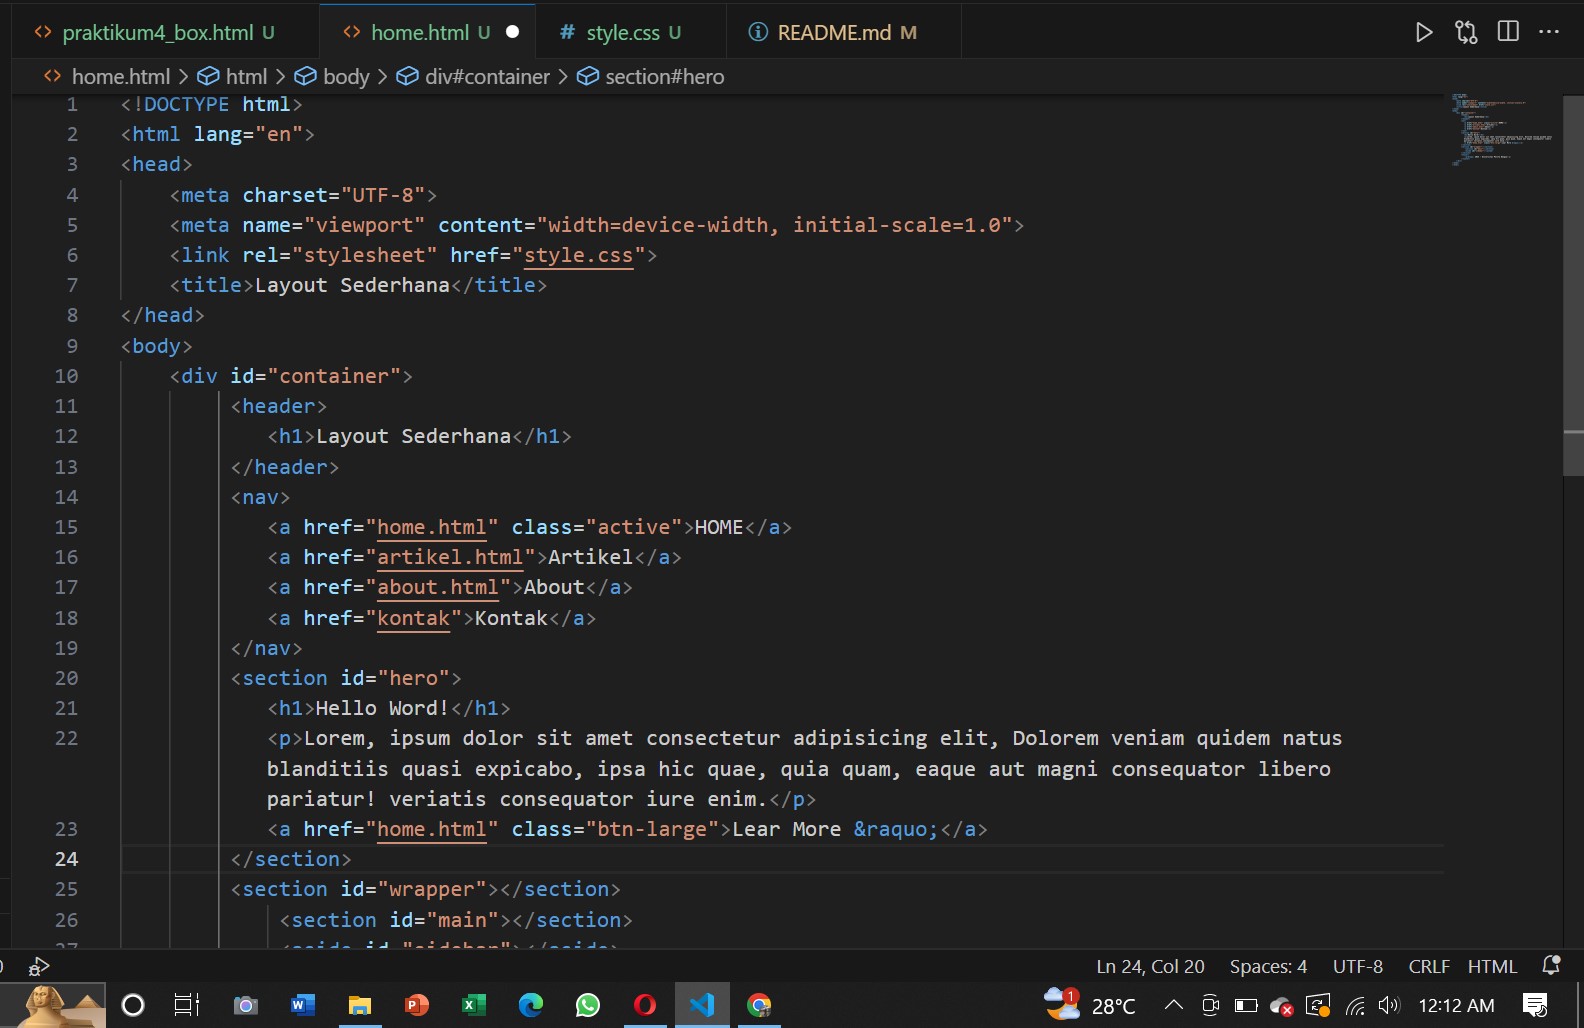 praktikum4_box.html U home.html U style.css U README.md M
home.html > html > body > div#container > section#hero
1 <!DOCTYPE html>
2 <html lang="en">
3 <head>
4 <meta charset="UTF-8">
5 <meta name="viewport" content="width=device-width, initial-scale=1.0">
6 <link rel="stylesheet" href="style.css">
7 <title>Layout Sederhana</title>
8 </head>
9 <body>
10 <div id="container">
11 <header>
12 <h1>Layout Sederhana</h1>
13 </header>
14 <nav>
15 <a href="home.html" class="active">HOME</a>
16 <a href="artikel.html">Artikel</a>
17 <a href="about.html">About</a>
18 <a href="kontak">Kontak</a>
19 </nav>
20 <section id="hero">
21 <h1>Hello Word!</h1>
22 <p>Lorem, ipsum dolor sit amet consectetur adipisicing elit, Dolorem veniam quidem natus
blanditiis quasi expicabo, ipsa hic quae, quia quam, eaque aut magni consequator libero
pariatur! veriatis consequator iure enim.</p>
23 <a href="home.html" class="btn-large">Lear More &raquo;</a>
24 </section>
25 <section id="wrapper"></section>
26 <section id="main"></section>
27 <aside id="sidebar"></aside>
Ln 24, Col 20 Spaces: 4 UTF-8 CRLF HTML
1 28°C 12:12 AM